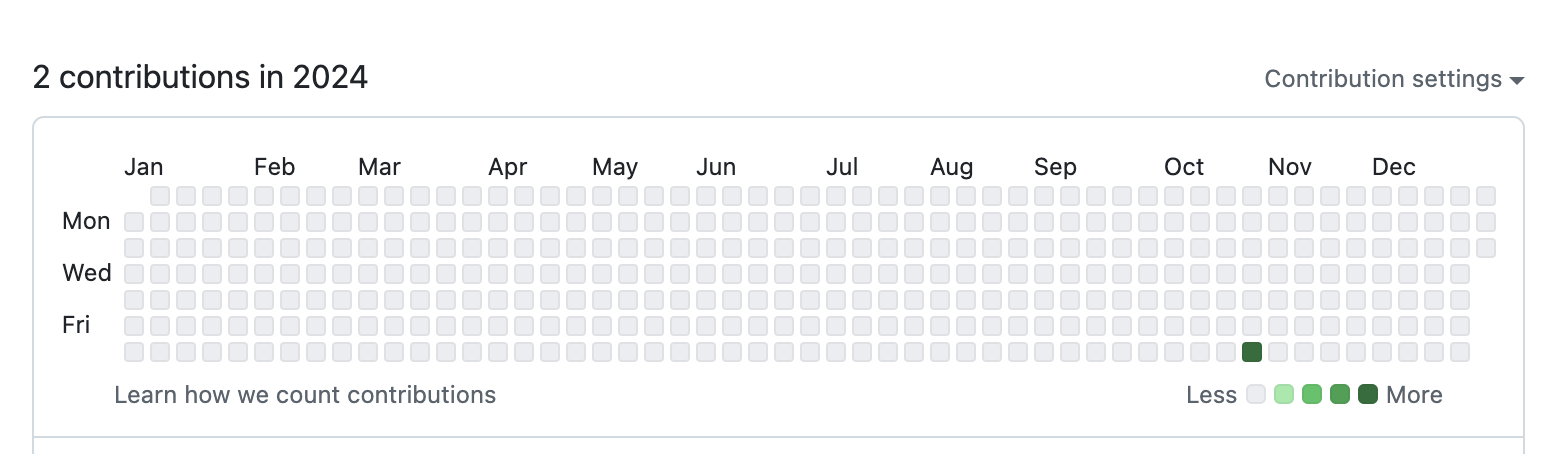 2 contributions in 2024
Contribution settings
Jan Feb Mar Apr May Jun Jul Aug Sep Oct Nov Dec
Mon
Wed
Fri
Learn how we count contributions
Less More